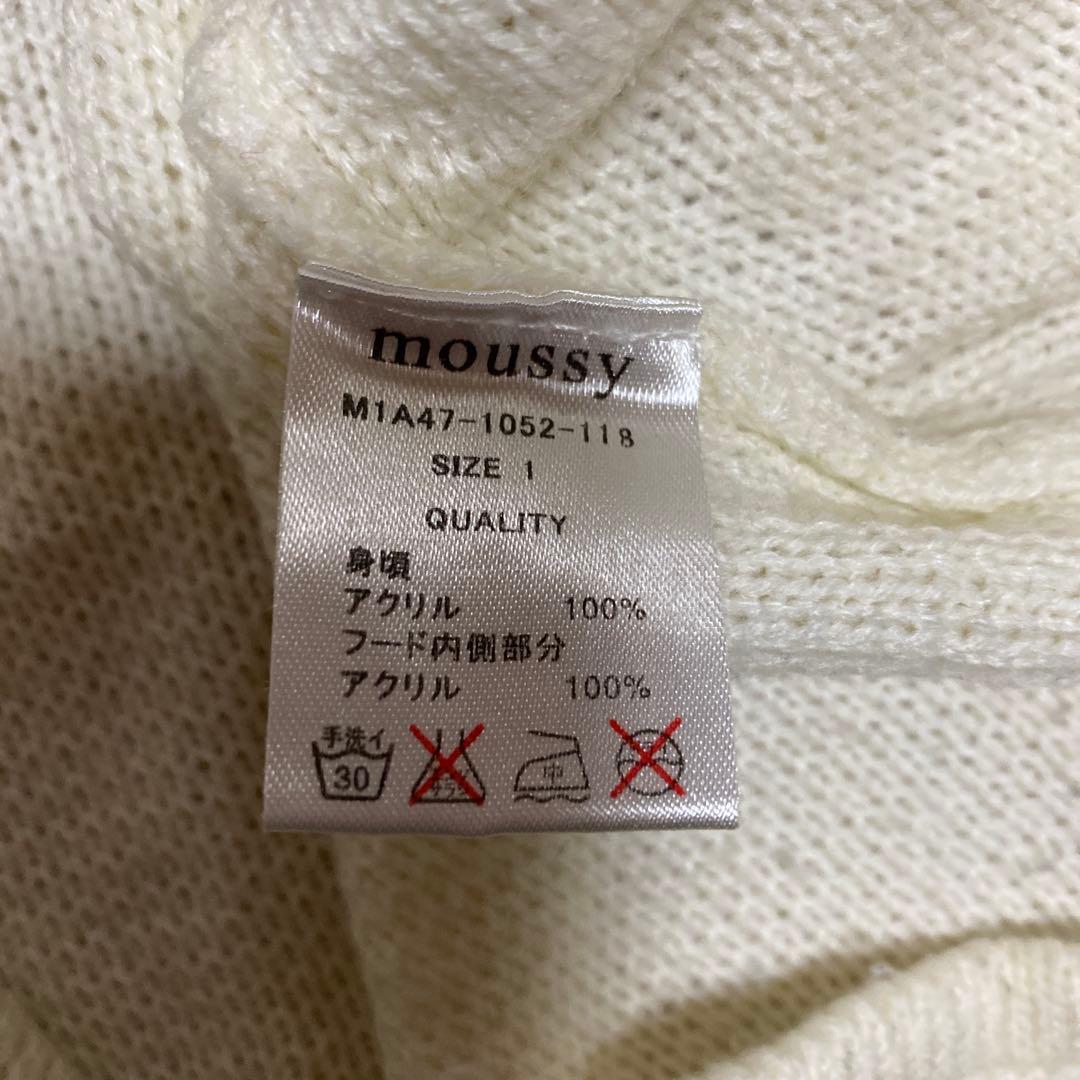 moussy
M1A47-1052-118
SIZE 1
QUALITY
身頃
アクリル 100%
フード内側部分
アクリル 100%
手洗イ
30
中